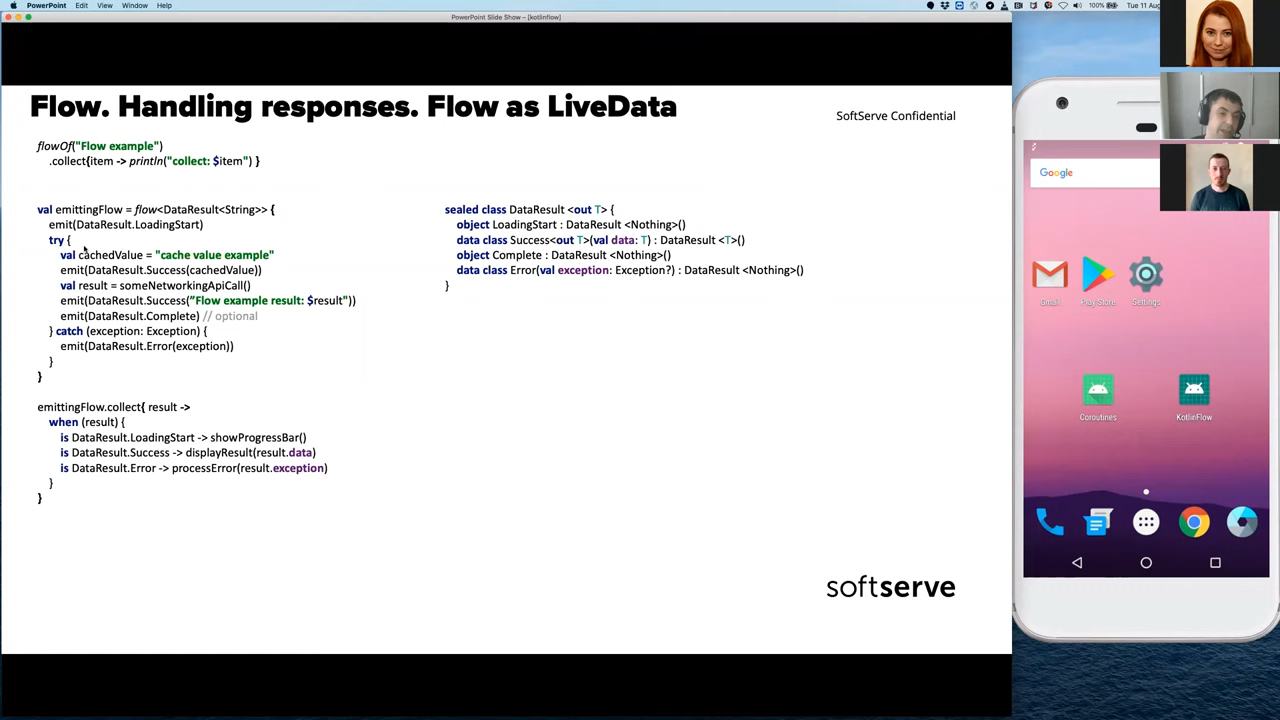 PowerPoint Edit View Window Help
100% Tue 11 Aug
PowerPoint Slide Show - [kotlinflow]
Flow. Handling responses. Flow as LiveData
SoftServe Confidential
flowOf("Flow example")
.collect{item -> println("collect: $item") }
val emittingFlow = flow<DataResult<String>> {
emit(DataResult.LoadingStart)
try {
val cachedValue = "cache value example"
emit(DataResult.Success(cachedValue))
val result = someNetworkingApiCall()
emit(DataResult.Success("Flow example result: $result"))
emit(DataResult.Complete) // optional
} catch (exception: Exception) {
emit(DataResult.Error(exception))
}
}
emittingFlow.collect{ result ->
when (result) {
is DataResult.LoadingStart -> showProgressBar()
is DataResult.Success -> displayResult(result.data)
is DataResult.Error -> processError(result.exception)
}
}
sealed class DataResult <out T> {
object LoadingStart : DataResult <Nothing>()
data class Success<out T>(val data: T) : DataResult <T>()
object Complete : DataResult <Nothing>()
data class Error(val exception: Exception?) : DataResult <Nothing>()
}
softserve
Google
Gmail Play Store Settings
Coroutines KotlinFlow